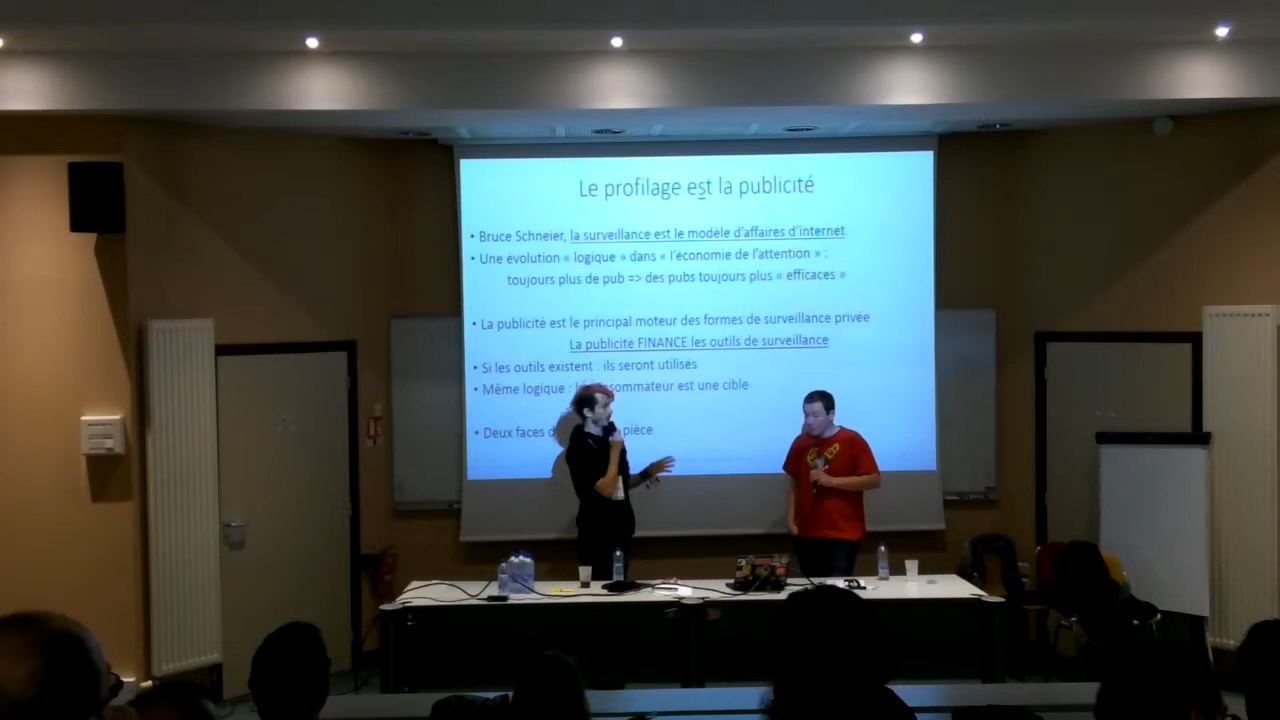 Le profilage est la publicité
• Bruce Schneier, la surveillance est le modèle d'affaires d'internet
• Une évolution « logique » dans « l'économie de l'attention » :
toujours plus de pub => des pubs toujours plus « efficaces »
• La publicité est le principal moteur des formes de surveillance privée
La publicite FINANCE les outils de surveillance
• Si les outils existent : ils seront utilisés
• Même logique : sommateur est une cible
• Deux faces d pièce